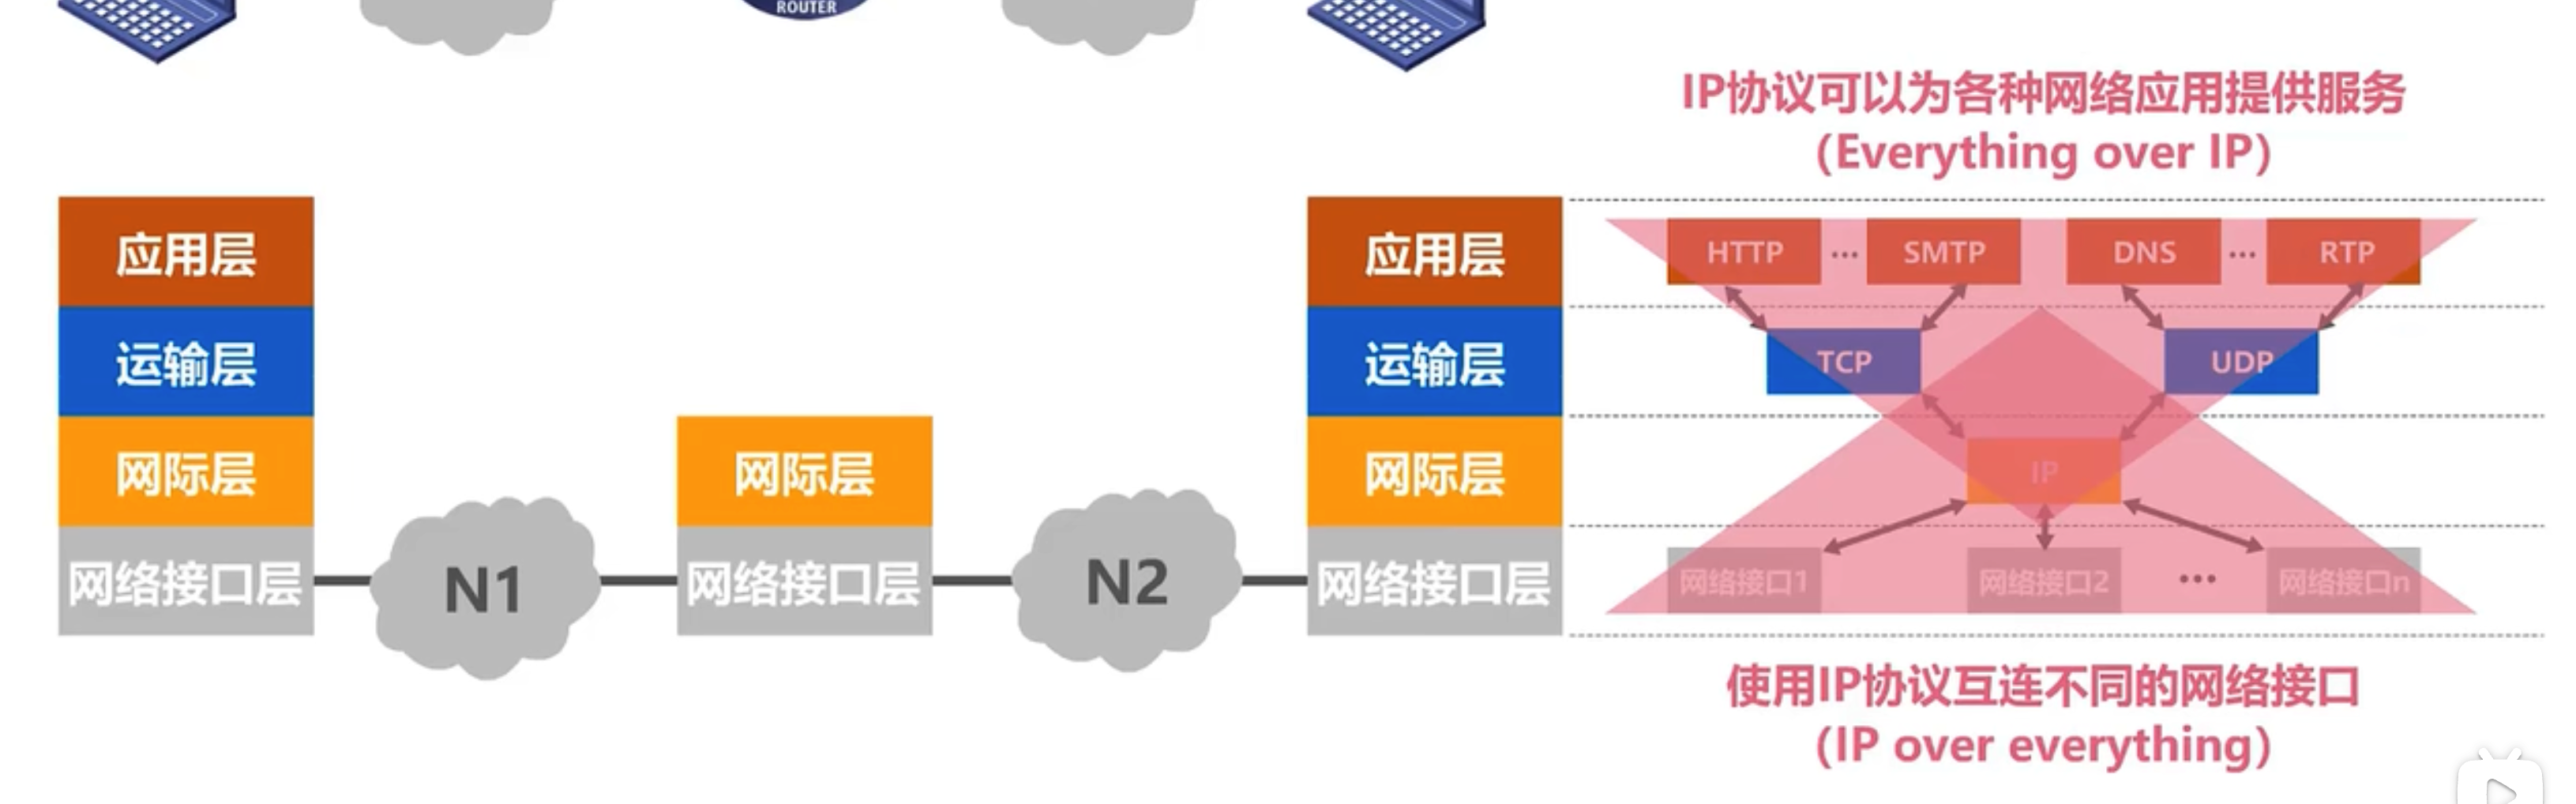 ROUTER
IP协议可以为各种网络应用提供服务
（Everything over IP）
应用层
运输层
网际层
网络接口层
N1
网际层
网络接口层
N2
应用层
运输层
网际层
网络接口层
HTTP … SMTP DNS … RTP
TCP UDP
IP
网络接口1 网络接口2 … 网络接口n
使用IP协议互连不同的网络接口
（IP over everything）